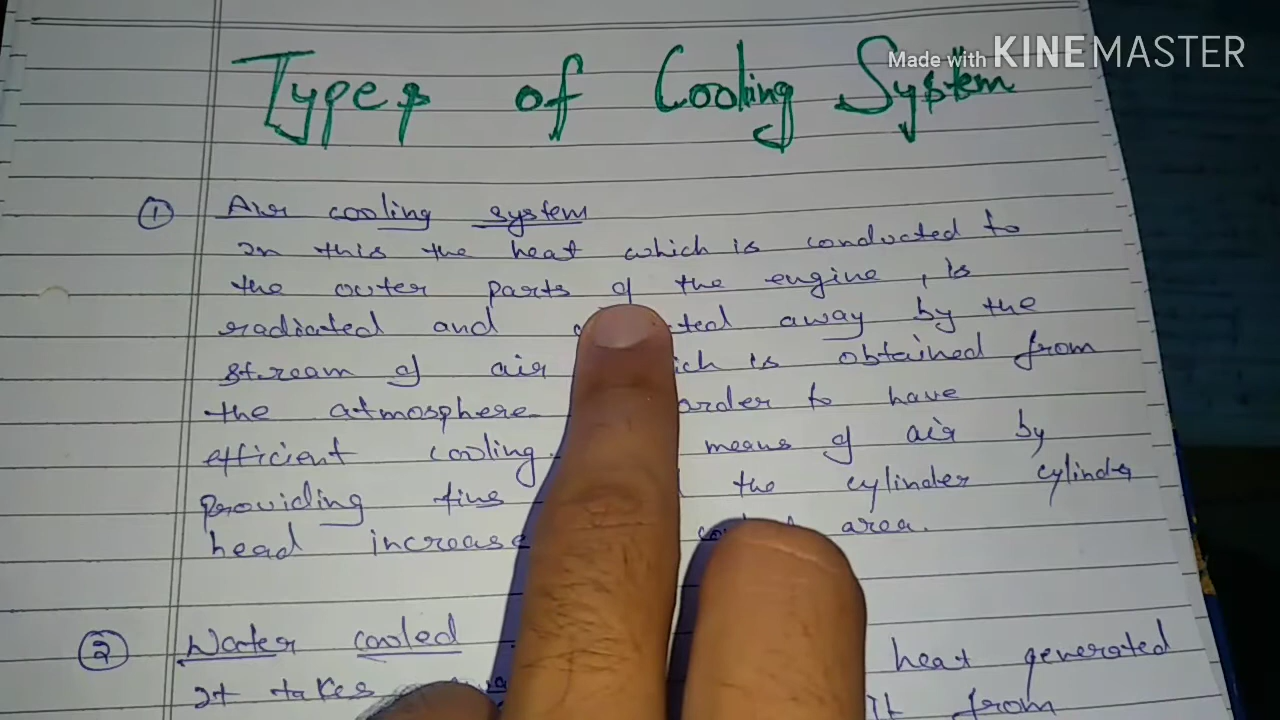 Made with KINEMASTER
Types of Cooling System
① Air cooling system
In this the heat which is conducted to
the outer parts of the engine, is
radiated and away by the
stream of air is obtained from
the atmosphere. order to have
efficient cooling. means of air by
providing fins the cylinder cylinder
head increase area.
② Water cooled heat generated
It takes it from